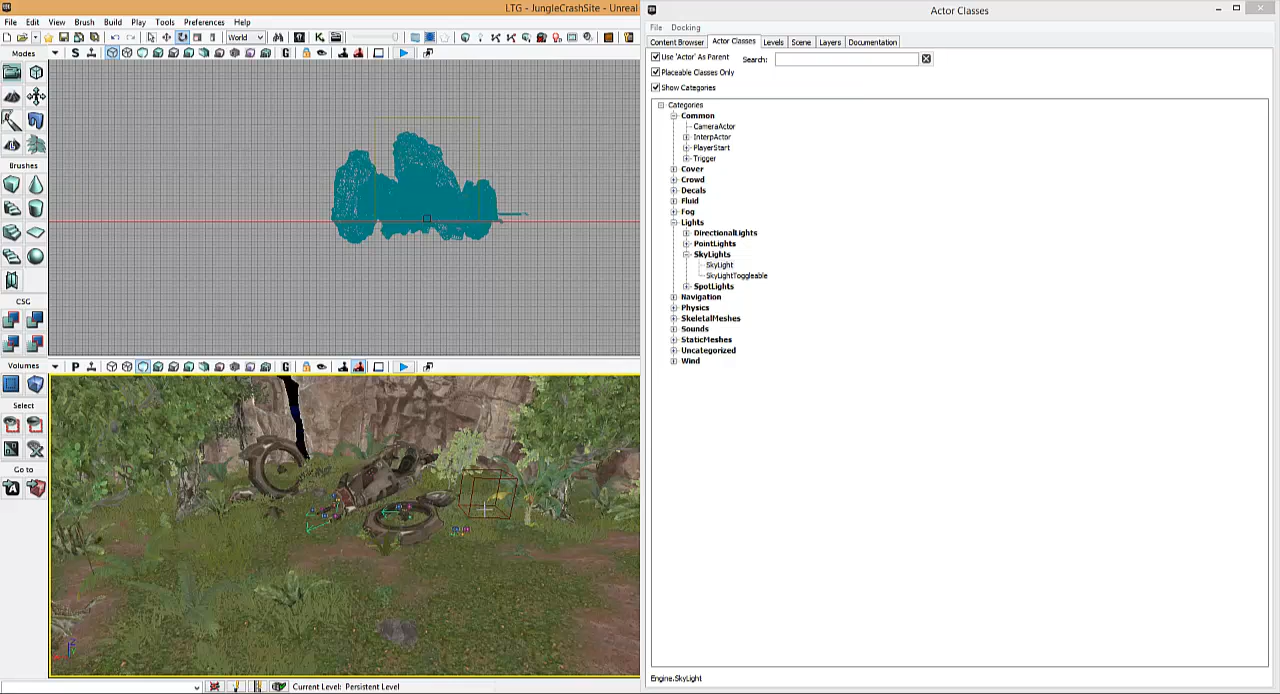 LTG - JungleCrashSite - Unreal
File Edit View Brush Build Play Tools Preferences Help
World
Modes
S
G
Brushes
CSG
Volumes
P
G
Select
Go to
Current Level: Persistent Level
Actor Classes
File Docking
Content Browser Actor Classes Levels Scene Layers Documentation
Use 'Actor' As Parent Search:
Placeable Classes Only
Show Categories
Categories
Common
CameraActor
InterpActor
PlayerStart
Trigger
Cover
Crowd
Decals
Fluid
Fog
Lights
DirectionalLights
PointLights
SkyLights
SkyLight
SkyLightToggleable
SpotLights
Navigation
Physics
SkeletalMeshes
Sounds
StaticMeshes
Uncategorized
Wind
Engine.SkyLight